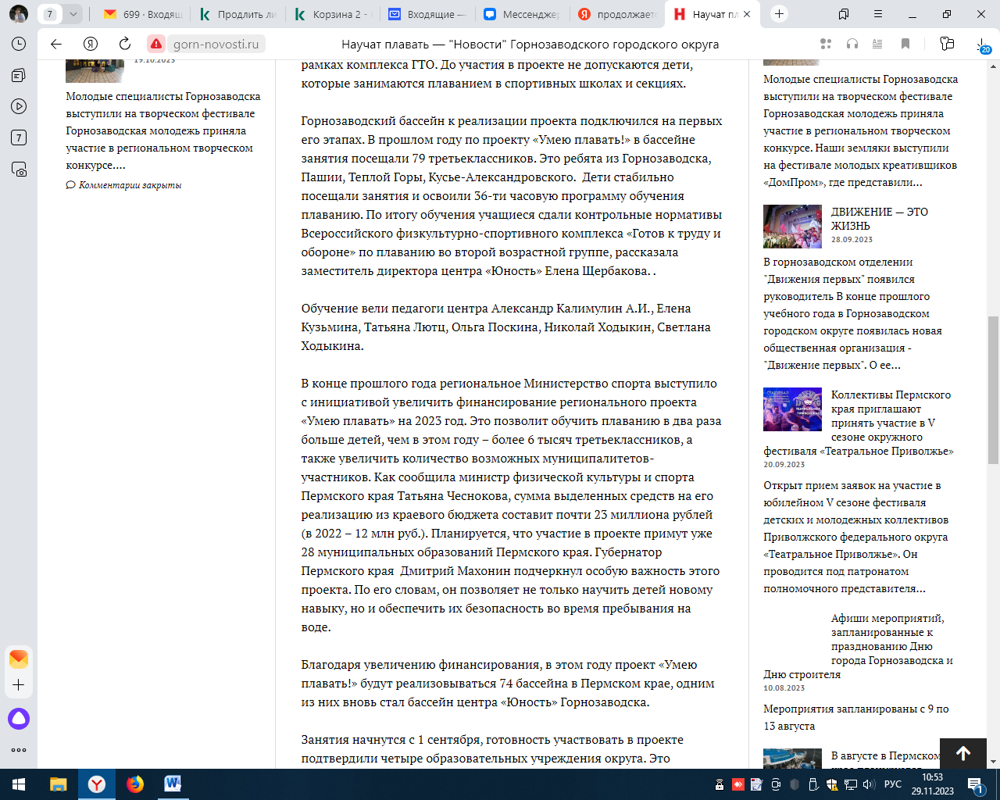 7
699 · Входящ
Продлить ли
Корзина 2 -
Входящие —
Мессенджер
продолжает
Научат пл
gorn-novosti.ru
Научат плавать — "Новости" Горнозаводского городского округа
20
7
19.10.2023
Молодые специалисты Горнозаводска
выступили на творческом фестивале
Горнозаводская молодежь приняла
участие в региональном творческом
конкурсе....
Комментарии закрыты
рамках комплекса ГТО. До участия в проекте не допускаются дети,
которые занимаются плаванием в спортивных школах и секциях.
Горнозаводский бассейн к реализации проекта подключился на первых
его этапах. В прошлом году по проекту «Умею плавать!» в бассейне
занятия посещали 79 третьеклассников. Это ребята из Горнозаводска,
Пашии, Теплой Горы, Кусье-Александровского. Дети стабильно
посещали занятия и освоили 36-ти часовую программу обучения
плаванию. По итогу обучения учащиеся сдали контрольные нормативы
Всероссийского физкультурно-спортивного комплекса «Готов к труду и
обороне» по плаванию во второй возрастной группе, рассказала
заместитель директора центра «Юность» Елена Щербакова. .
Обучение вели педагоги центра Александр Калимулин А.И., Елена
Кузьмина, Татьяна Лютц, Ольга Поскина, Николай Ходыкин, Светлана
Ходыкина.
В конце прошлого года региональное Министерство спорта выступило
с инициативой увеличить финансирование регионального проекта
«Умею плавать» на 2023 год. Это позволит обучить плаванию в два раза
больше детей, чем в этом году – более 6 тысяч третьеклассников, а
также увеличить количество возможных муниципалитетов-
участников. Как сообщила министр физической культуры и спорта
Пермского края Татьяна Чеснокова, сумма выделенных средств на его
реализацию из краевого бюджета составит почти 23 миллиона рублей
(в 2022 – 12 млн руб.). Планируется, что участие в проекте примут уже
28 муниципальных образований Пермского края. Губернатор
Пермского края Дмитрий Махонин подчеркнул особую важность этого
проекта. По его словам, он позволяет не только научить детей новому
навыку, но и обеспечить их безопасность во время пребывания на
воде.
Благодаря увеличению финансирования, в этом году проект «Умею
плавать!» будут реализовываться 74 бассейна в Пермском крае, одним
из них вновь стал бассейн центра «Юность» Горнозаводска.
Занятия начнутся с 1 сентября, готовность участвовать в проекте
подтвердили четыре образовательных учреждения округа. Это
Молодые специалисты Горнозаводска
выступили на творческом фестивале
Горнозаводская молодежь приняла
участие в региональном творческом
конкурсе. Наши земляки выступили
на фестивале молодых креативщиков
«ДомПром», где представили...
ДВИЖЕНИЕ — ЭТО
ЖИЗНЬ
28.09.2023
В горнозаводском отделении
"Движения первых" появился
руководитель В конце прошлого
учебного года в Горнозаводском
городском округе появилась новая
общественная организация -
"Движение первых". О ее...
Коллективы Пермского
края приглашают
принять участие в V
сезоне окружного
фестиваля «Театральное Приволжье»
20.09.2023
Открыт прием заявок на участие в
юбилейном V сезоне фестиваля
детских и молодежных коллективов
Приволжского федерального округа
«Театральное Приволжье». Он
проводится под патронатом
полномочного представителя...
Афиши мероприятий,
запланированные к
празднованию Дню
города Горнозаводска и
Дню строителя
10.08.2023
Мероприятия запланированы с 9 по
13 августа
В августе в Пермском
РУС
10:53
29.11.2023
1